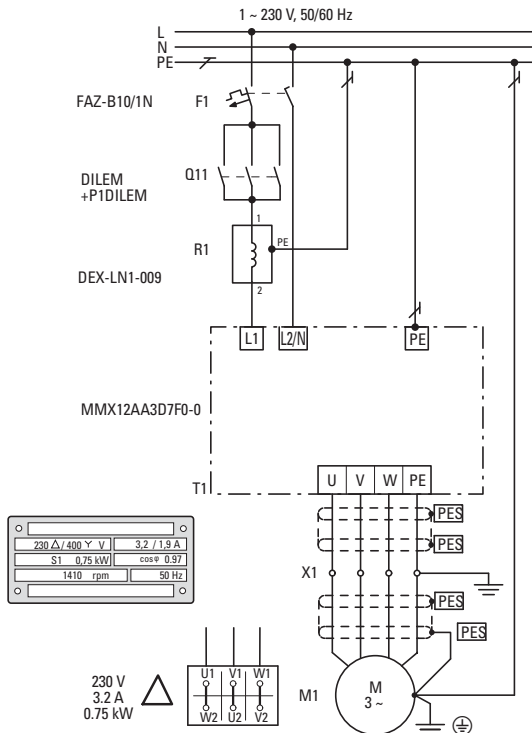 1 ~ 230 V, 50/60 Hz
L
N
PE
FAZ-B10/1N
F1
Q11
DILEM
+P1DILEM
1
R1
PE
DEX-LN1-009
2
L1
L2/N
PE
MMX12AA3D7F0-0
T1
U
V
W
PE
PES
PES
X1
PES
PES
230 △/400 Y V
3,2 / 1,9 A
S1 0,75 kW
cosφ 0.97
1410 rpm
50 Hz
230 V
3.2 A
0.75 kW
U1
V1
W1
W2
U2
V2
M1
M
3 ~